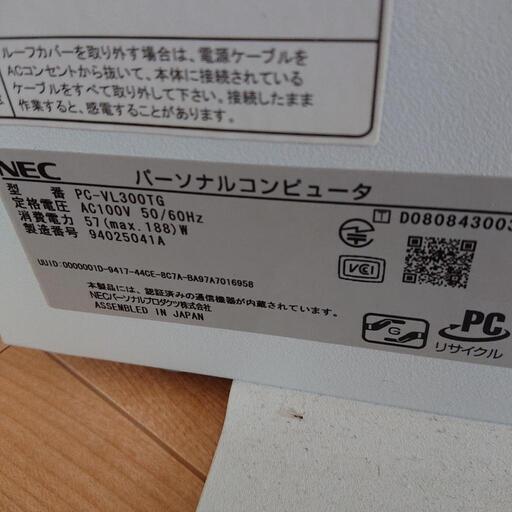 ルーフカバーを取り外す場合は、電源ケーブルを
ACコンセントから抜いて、本体に接続されている
ケーブルをすべて取り外して下さい。接続したまま
作業すると、感電することがあります。
NEC パーソナルコンピュータ
型 番 PC-VL300TG
定格電圧 AC100V 50/60Hz
消費電力 57(max.188)W
製造番号 94025041A
T D08084300
UUID:0000001D-9417-44CE-8C7A-BA97A7016958
VCI
本製品には、認証済みの通信機器が内蔵されています。
NECパーソナルプロダクツ株式会社
ASSEMBLED IN JAPAN
G
PC
リサイクル